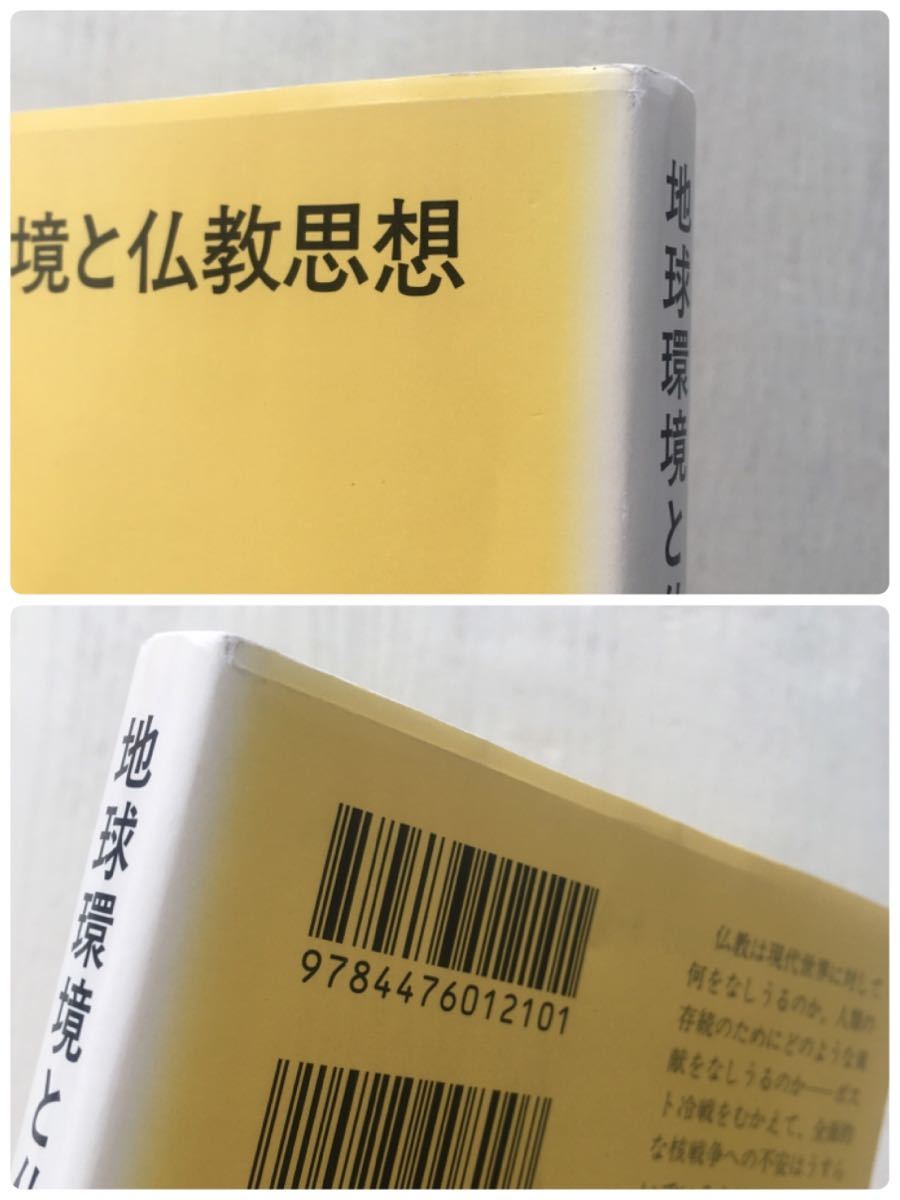 境と仏教思想
地球環境と
地球環境と仏
9784476012101
仏教は現代世界に対して
何をなしうるのか。人類の
存続のためにどのような貢
献をなしうるのか——ポス
ト冷戦をむかえて、全面的
な核戦争への不安はうすら